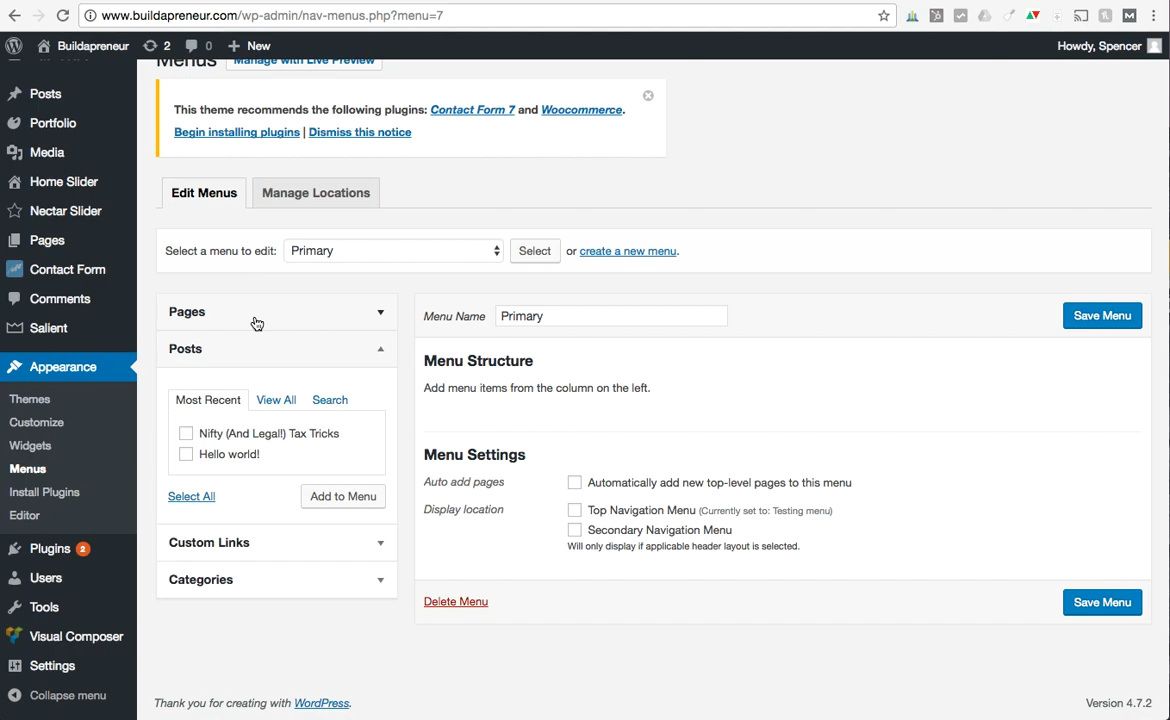 www.buildapreneur.com/wp-admin/nav-menus.php?menu=7
Buildapreneur 2 0 New Howdy, Spencer
Menus Manage with Live Preview
This theme recommends the following plugins: Contact Form 7 and Woocommerce.
Begin installing plugins | Dismiss this notice
Edit Menus Manage Locations
Select a menu to edit: Primary Select or create a new menu.
Posts
Portfolio
Media
Home Slider
Nectar Slider
Pages
Contact Form
Comments
Salient
Appearance
Themes
Customize
Widgets
Menus
Install Plugins
Editor
Plugins 2
Users
Tools
Visual Composer
Settings
Collapse menu
Pages
Posts
Most Recent View All Search
Nifty (And Legal!) Tax Tricks
Hello world!
Select All Add to Menu
Custom Links
Categories
Menu Name Primary Save Menu
Menu Structure
Add menu items from the column on the left.
Menu Settings
Auto add pages Automatically add new top-level pages to this menu
Display location Top Navigation Menu (Currently set to: Testing menu)
Secondary Navigation Menu
Will only display if applicable header layout is selected.
Delete Menu Save Menu
Thank you for creating with WordPress. Version 4.7.2